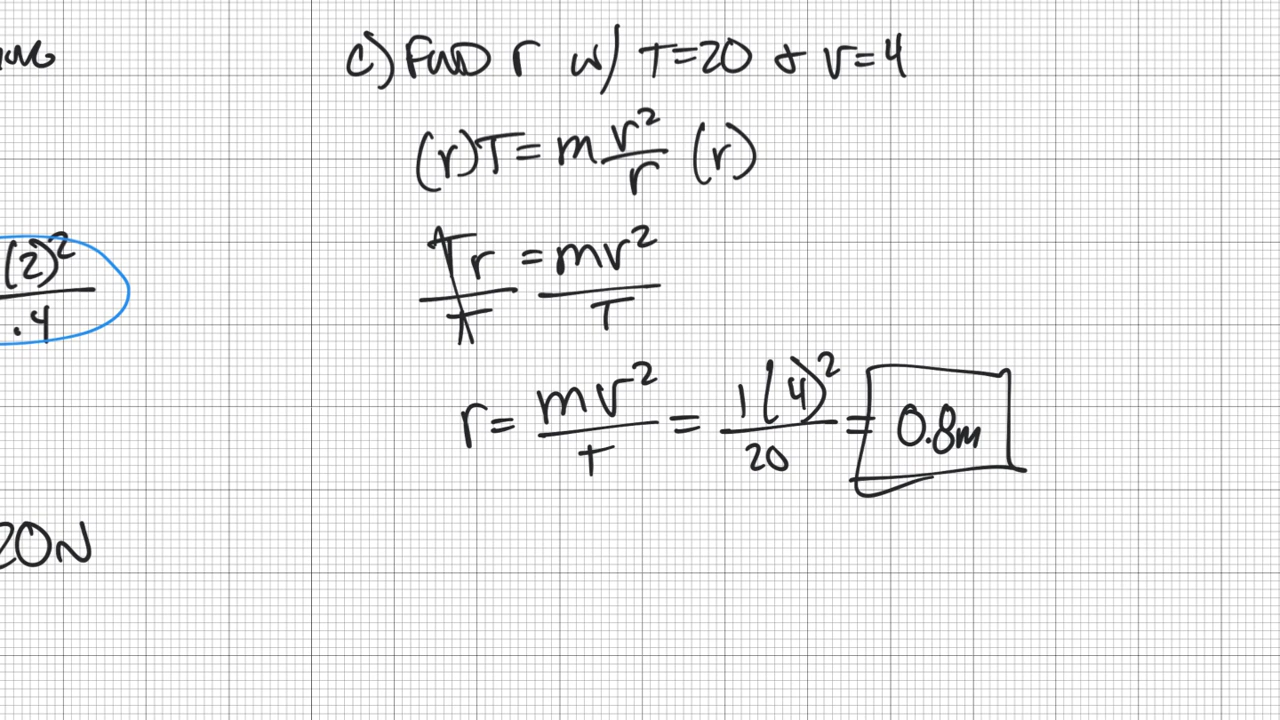 c) FIND r w/ T=20 & v=4
(r)T = m v²/r (r)
Tr/T = mv²/T
(2)²/.4
r = mv²/T = 1(4)²/20 = 0.8m
20N